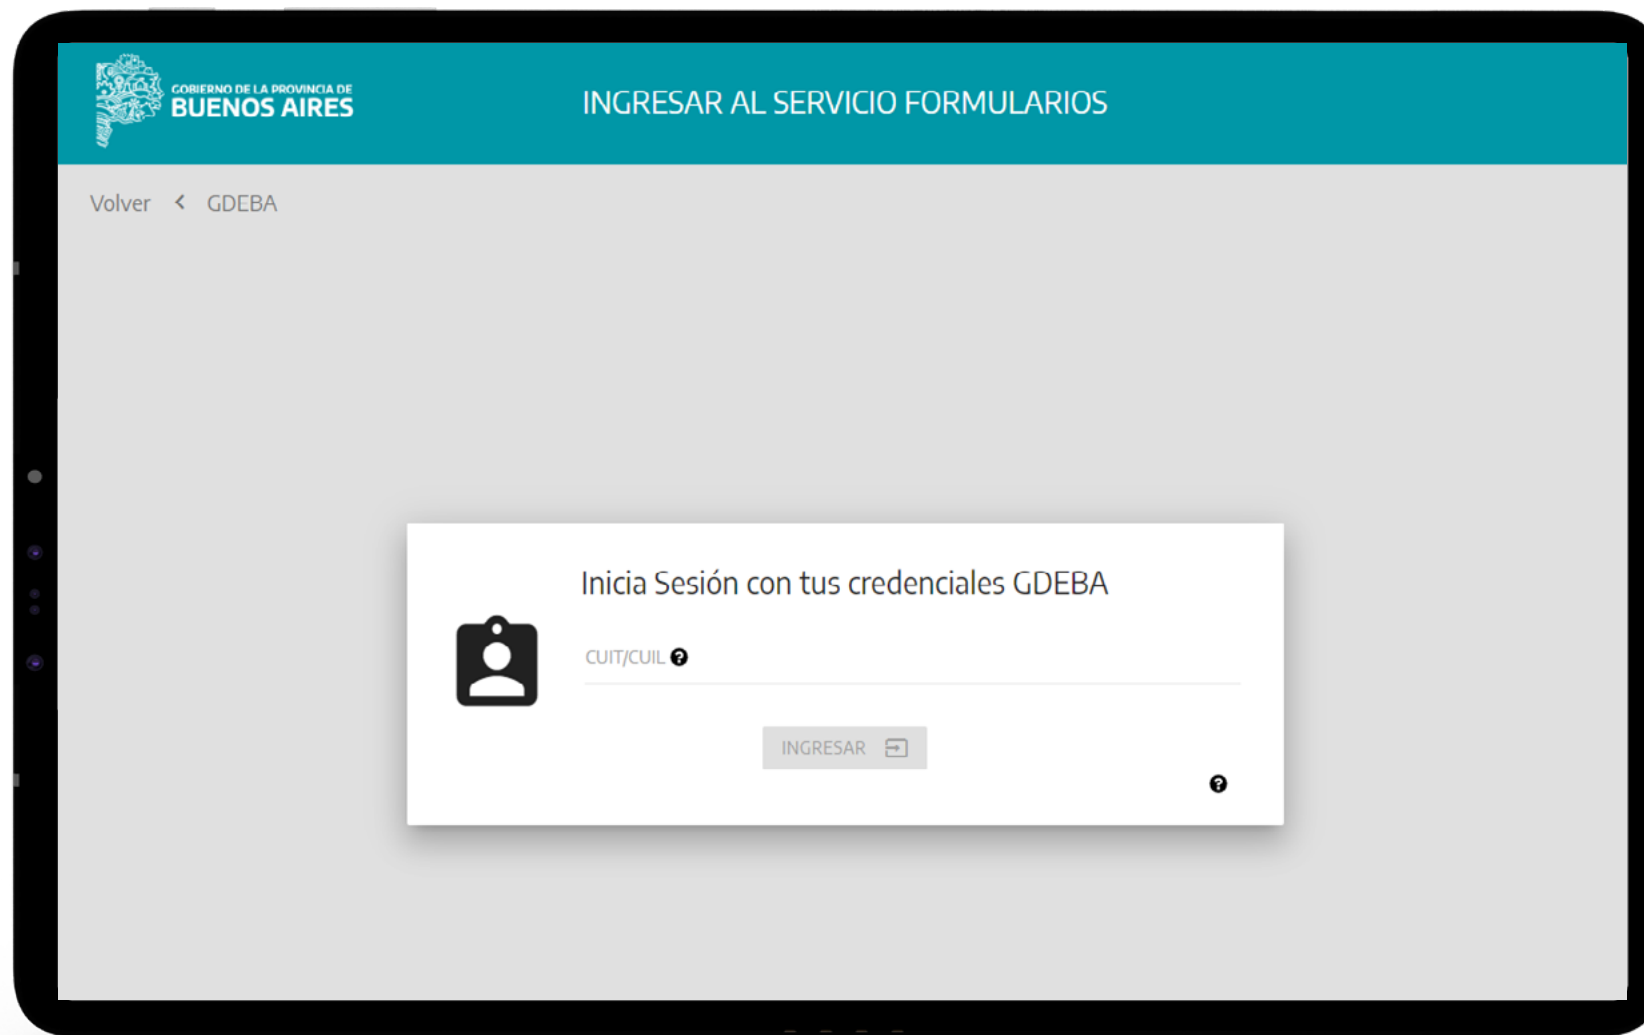 GOBIERNO DE LA PROVINCIA DE
BUENOS AIRES
INGRESAR AL SERVICIO FORMULARIOS
Volver < GDEBA
Inicia Sesión con tus credenciales GDEBA
CUIT/CUIL ?
INGRESAR
?